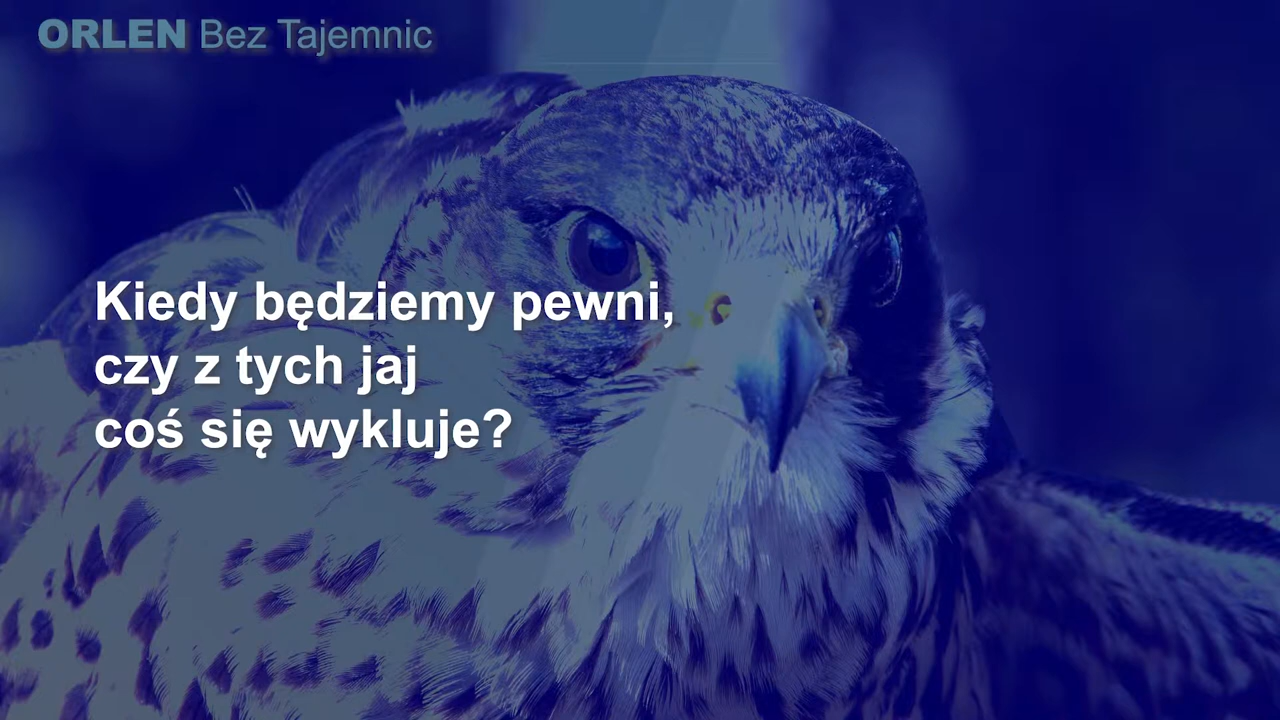 ORLEN Bez Tajemnic
Kiedy będziemy pewni,
czy z tych jaj
coś się wykluje?